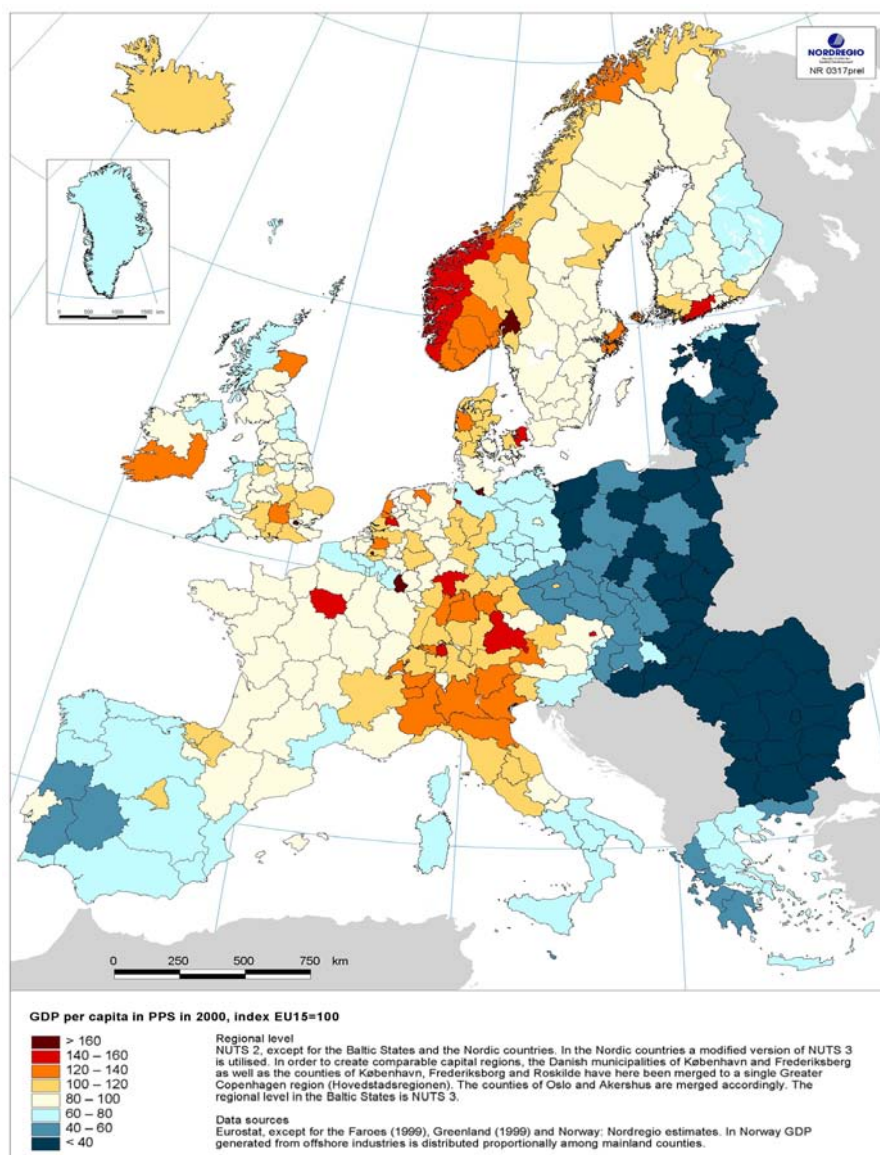 NORDREGIO
NR 0317prel
0 500 1000 1500 km
0 250 500 750 km
GDP per capita in PPS in 2000, index EU15=100
> 160
140 – 160
120 – 140
100 – 120
80 – 100
60 – 80
40 – 60
< 40
Regional level
NUTS 2, except for the Baltic States and the Nordic countries. In the Nordic countries a modified version of NUTS 3
is utilised. In order to create comparable capital regions, the Danish municipalities of København and Frederiksberg
as well as the counties of København, Frederiksborg and Roskilde have been merged to a single Greater
Copenhagen region (Hovedstadsregionen). The counties of Oslo and Akershus are merged accordingly. The
regional level in the Baltic States is NUTS 3.
Data sources
Eurostat, except for the Faroes (1999), Greenland (1999) and Norway: Nordregio estimates. In Norway GDP
generated from offshore industries is distributed proportionally among mainland counties.